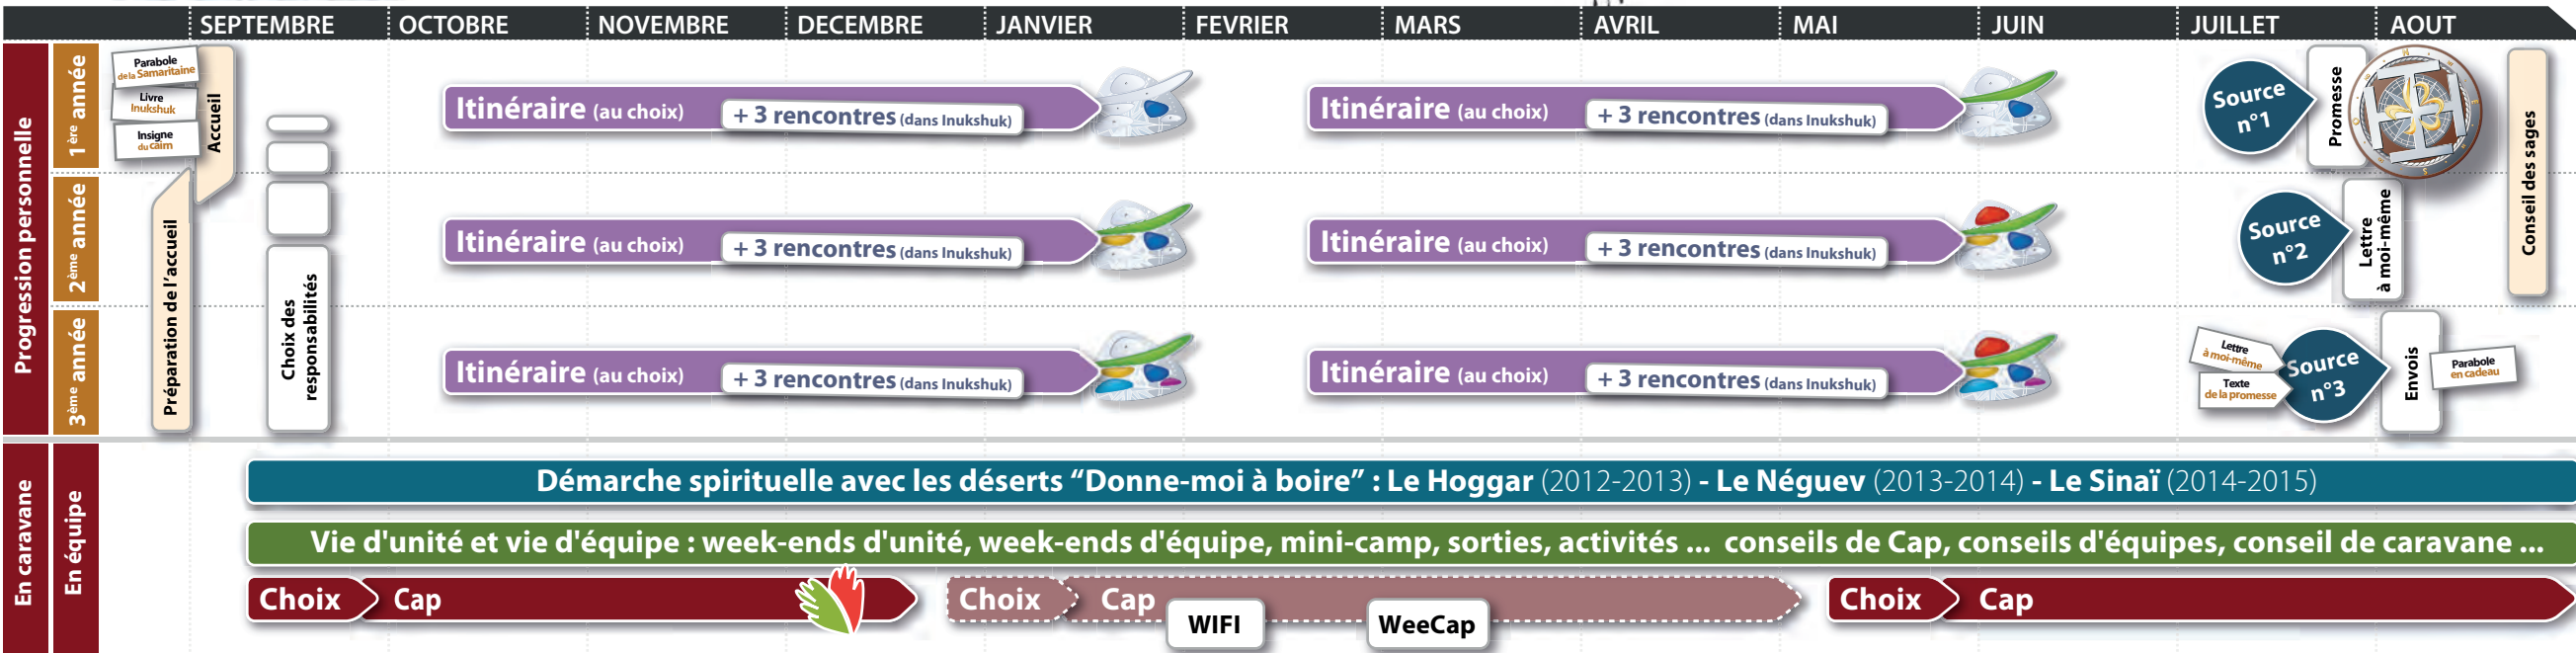 SEPTEMBRE OCTOBRE NOVEMBRE DECEMBRE JANVIER FEVRIER MARS AVRIL MAI JUIN JUILLET AOUT
Progression personnelle
1ère année
Parabole
de la Samaritaine
Livre
Inukshuk
Insigne
du cairn
Accueil
Itinéraire (au choix) + 3 rencontres (dans Inukshuk)
Itinéraire (au choix) + 3 rencontres (dans Inukshuk)
Source
n°1
Promesse
Conseil des sages
2ème année
Préparation de l'accueil
Choix des
responsabilités
Itinéraire (au choix) + 3 rencontres (dans Inukshuk)
Itinéraire (au choix) + 3 rencontres (dans Inukshuk)
Source
n°2
Lettre
à moi-même
3ème année
Itinéraire (au choix) + 3 rencontres (dans Inukshuk)
Itinéraire (au choix) + 3 rencontres (dans Inukshuk)
Lettre
à moi-même
Texte
de la promesse
Source
n°3
Envois
Parabole
en cadeau
En caravane
En équipe
Démarche spirituelle avec les déserts “Donne-moi à boire” : Le Hoggar (2012-2013) - Le Néguev (2013-2014) - Le Sinaï (2014-2015)
Vie d'unité et vie d'équipe : week-ends d'unité, week-ends d'équipe, mini-camp, sorties, activités ... conseils de Cap, conseils d'équipes, conseil de caravane ...
Choix Cap Choix Cap Choix Cap
WIFI WeeCap